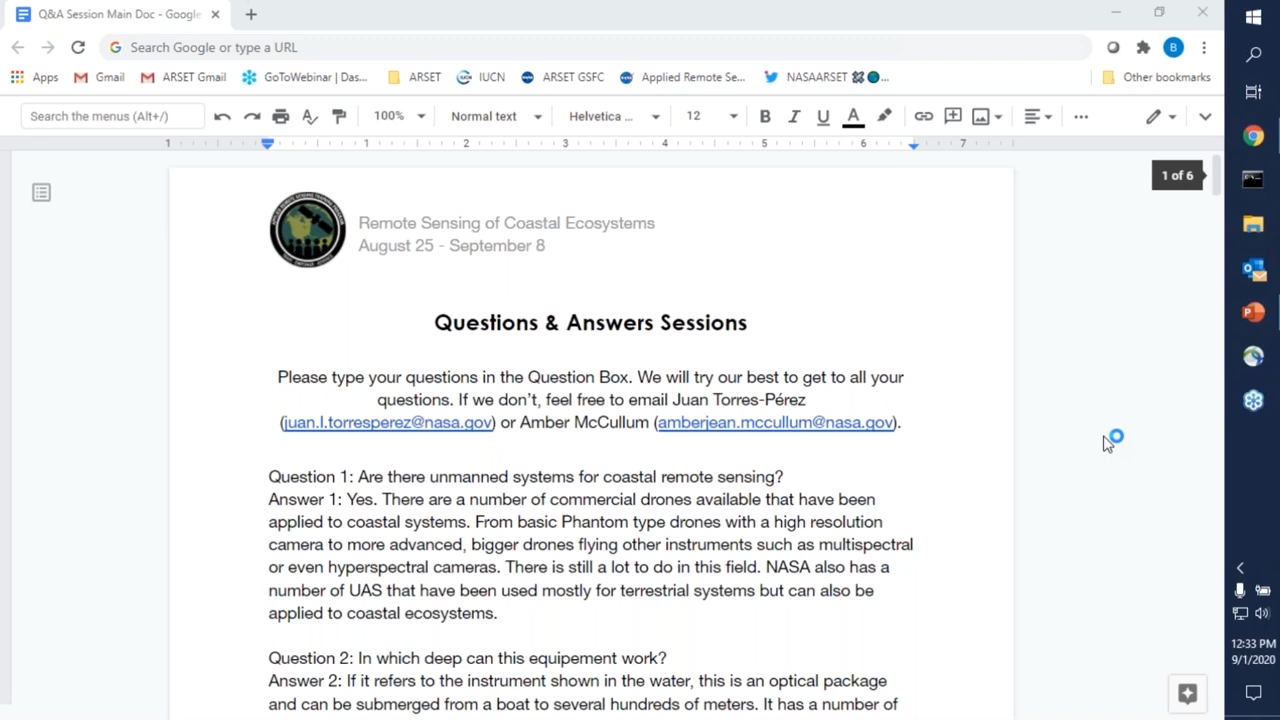 Q&A Session Main Doc - Google
Search Google or type a URL
Apps
Gmail
ARSET Gmail
GoToWebinar | Das...
ARSET
IUCN
ARSET GSFC
Applied Remote Se...
NASAARSET
Other bookmarks
B
Search the menus (Alt+/)
100%
Normal text
Helvetica ...
12
B I U A
1 1 2 3 4 5 6 7
1 of 6
Remote Sensing of Coastal Ecosystems
August 25 - September 8
Questions & Answers Sessions
Please type your questions in the Question Box. We will try our best to get to all your
questions. If we don't, feel free to email Juan Torres-Pérez
(juan.l.torresperez@nasa.gov) or Amber McCullum (amberjean.mccullum@nasa.gov).
Question 1: Are there unmanned systems for coastal remote sensing?
Answer 1: Yes. There are a number of commercial drones available that have been
applied to coastal systems. From basic Phantom type drones with a high resolution
camera to more advanced, bigger drones flying other instruments such as multispectral
or even hyperspectral cameras. There is still a lot to do in this field. NASA also has a
number of UAS that have been used mostly for terrestrial systems but can also be
applied to coastal ecosystems.
Question 2: In which deep can this equipement work?
Answer 2: If it refers to the instrument shown in the water, this is an optical package
and can be submerged from a boat to several hundreds of meters. It has a number of
12:33 PM
9/1/2020